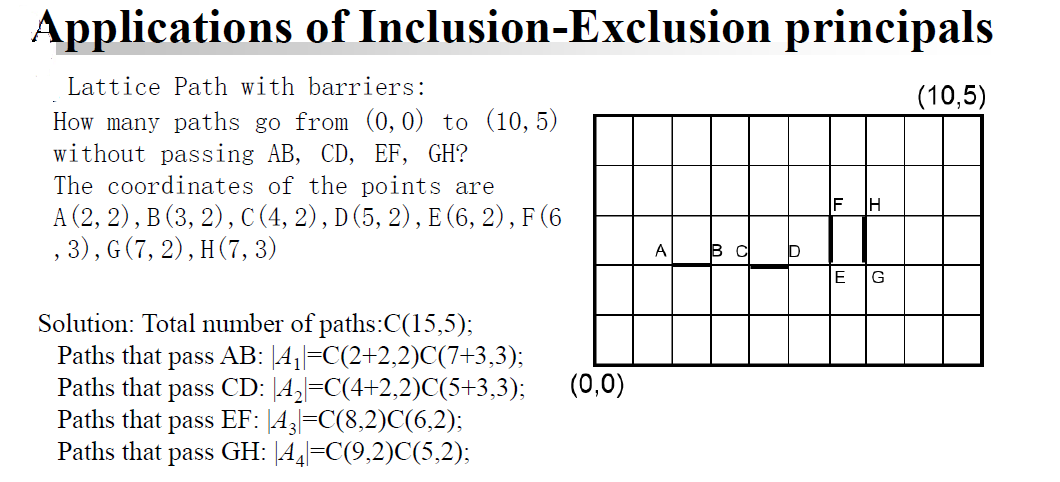 Applications of Inclusion-Exclusion principals
Lattice Path with barriers:
How many paths go from (0,0) to (10,5)
without passing AB, CD, EF, GH?
The coordinates of the points are
A(2,2),B(3,2),C(4,2),D(5,2),E(6,2),F(6
,3),G(7,2),H(7,3)
Solution: Total number of paths:C(15,5);
Paths that pass AB: |A₁|=C(2+2,2)C(7+3,3);
Paths that pass CD: |A₂|=C(4+2,2)C(5+3,3);
Paths that pass EF: |A₃|=C(8,2)C(6,2);
Paths that pass GH: |A₄|=C(9,2)C(5,2);
(10,5)
F H
A B C D
E G
(0,0)